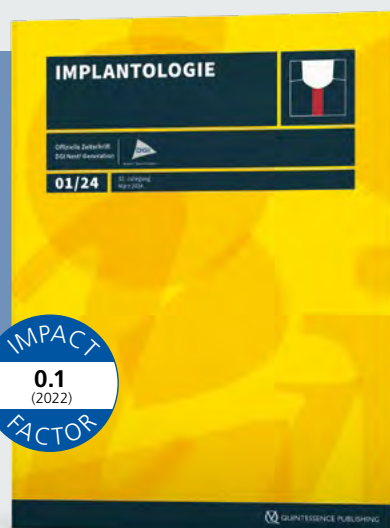 IMPLANTOLOGIE
Offizielle Zeitschrift
DGI Next! Generation
DGI
01/24
32. Jahrgang
März 2024
IMPACT
0.1
(2022)
FACTOR
QUINTESSENCE PUBLISHING